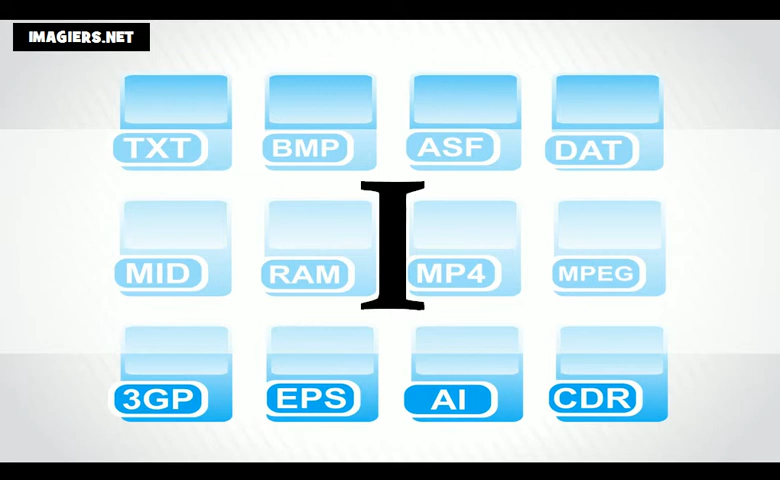 IMAGIERS.NET
TXT BMP ASF DAT
I
MID RAM MP4 MPEG
3GP EPS AI CDR